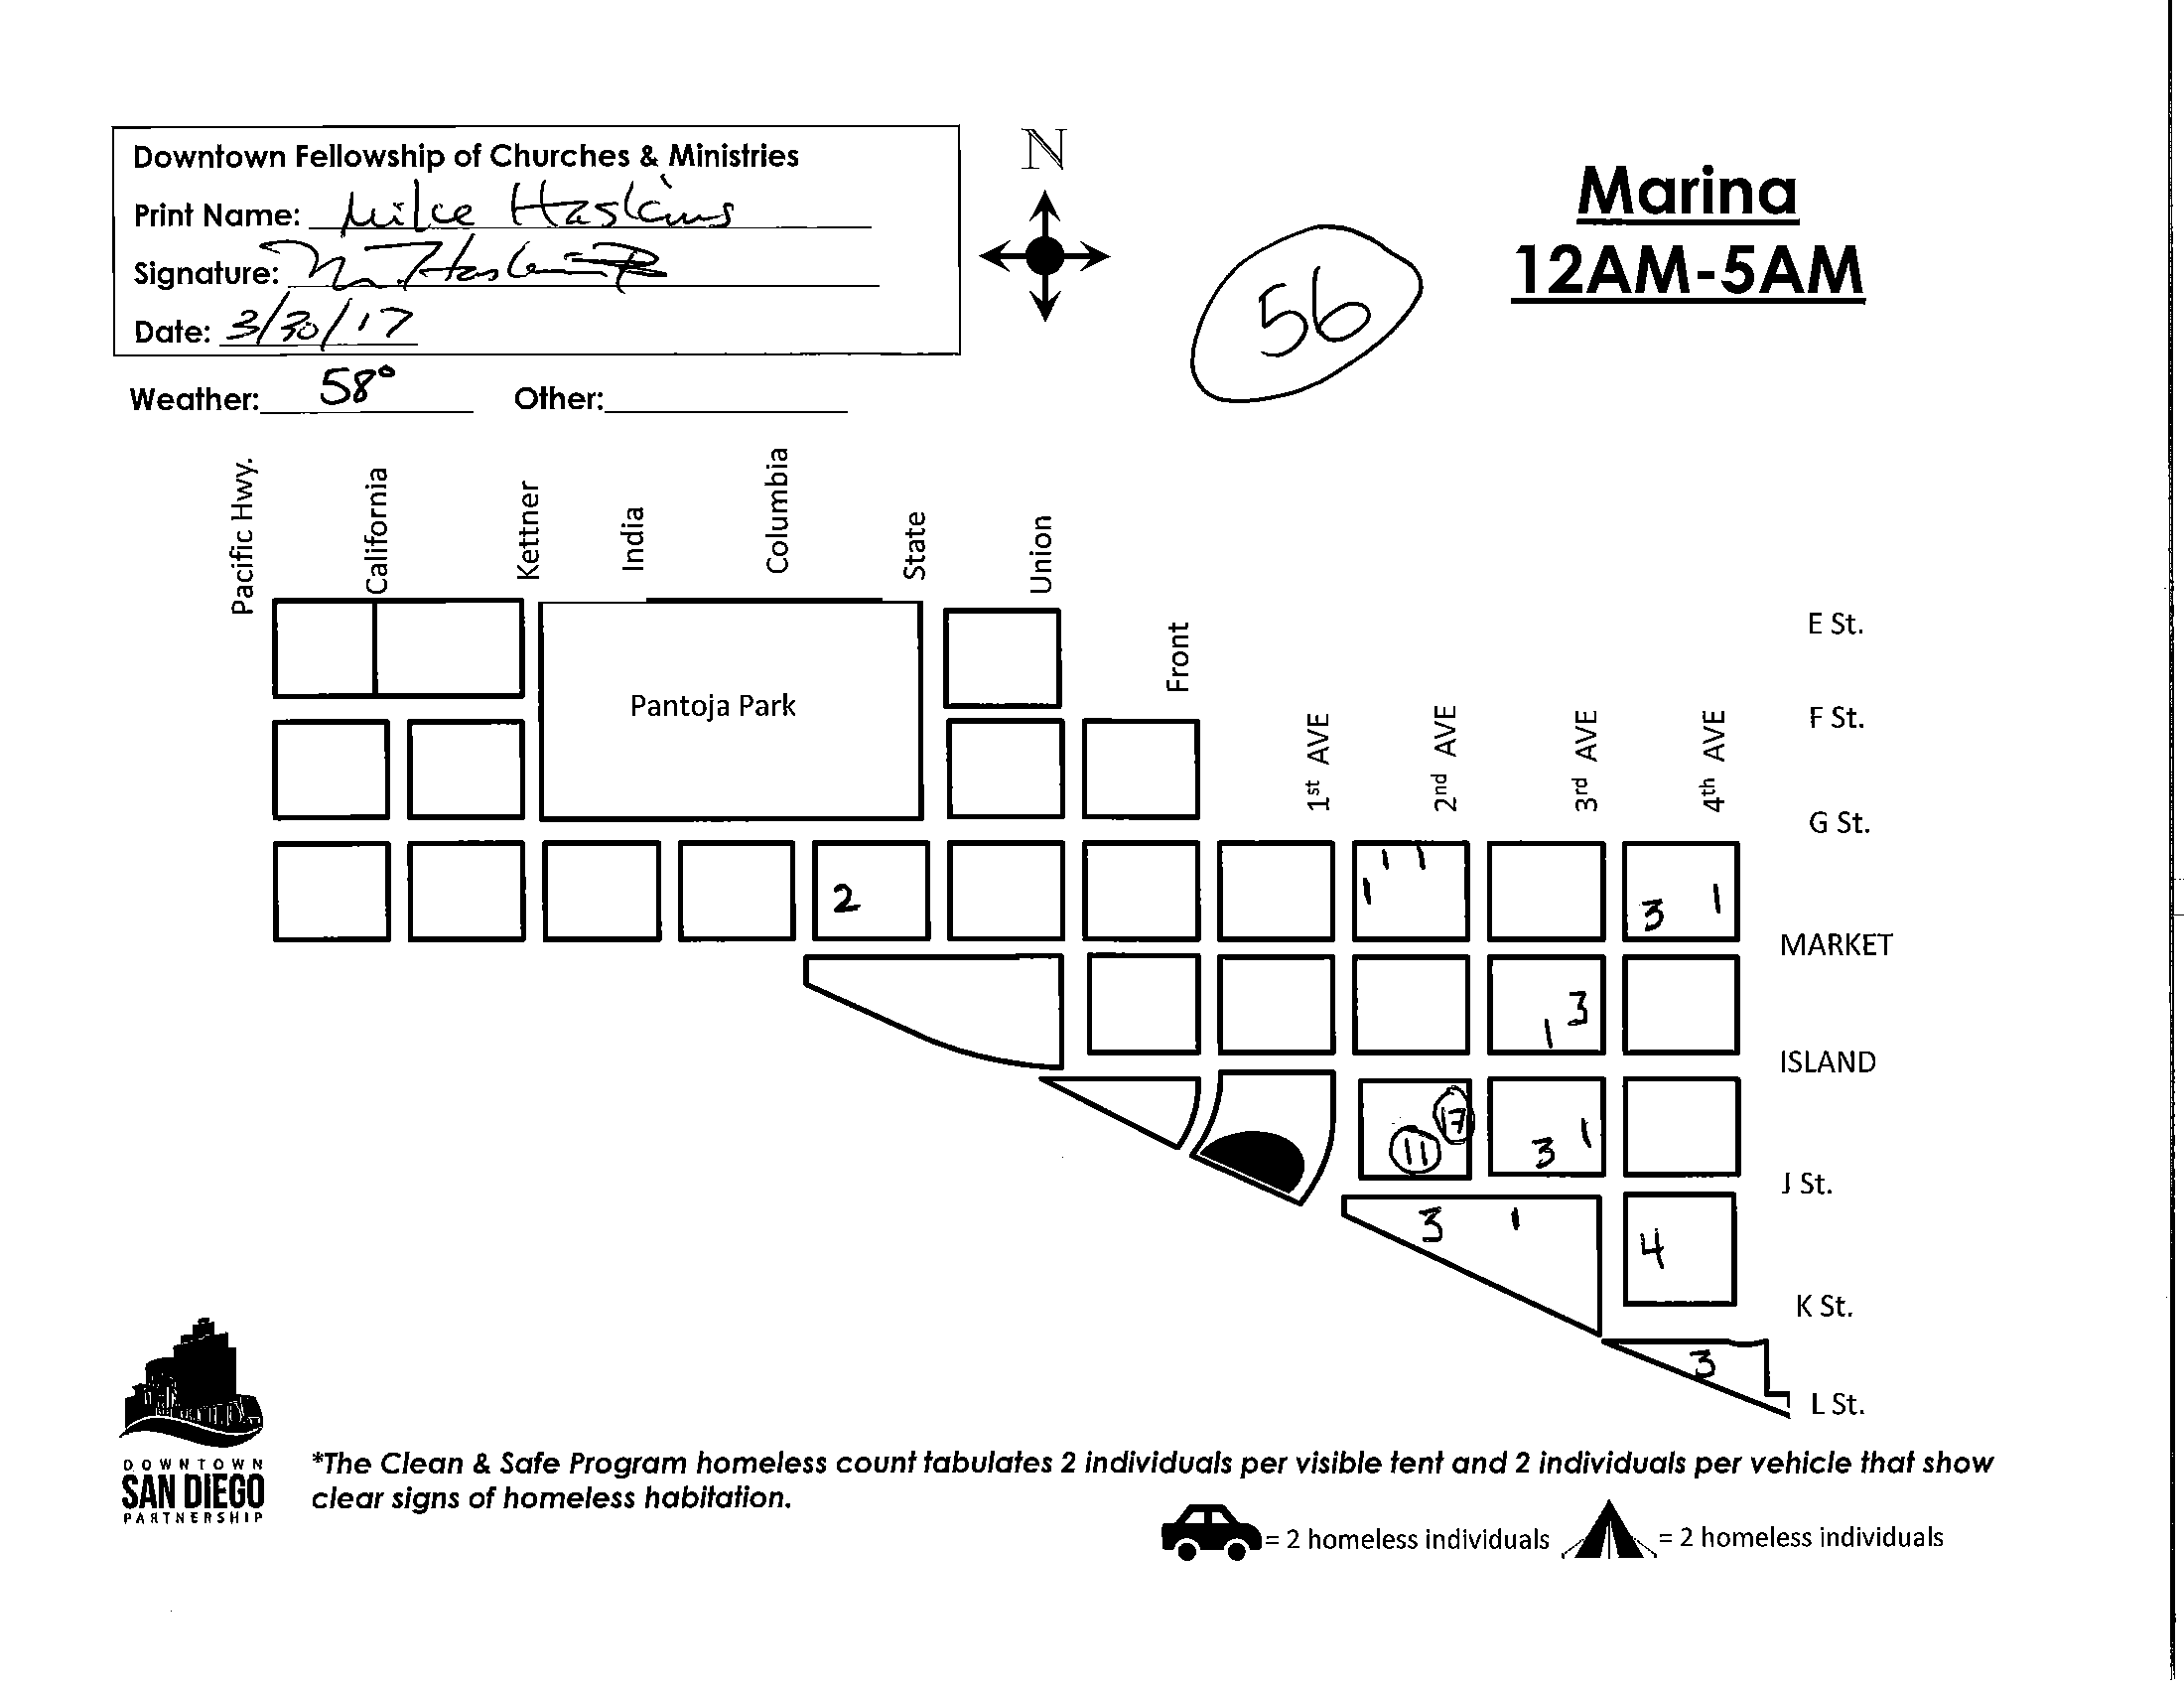 Downtown Fellowship of Churches & Ministries
Print Name: Mike Haskins
Signature: M. Haskins
Date: 3/30/17
Weather: 58° Other:
N
56
Marina
12AM-5AM
Pacific Hwy.
California
Kettner
India
Columbia
State
Union
Front
1st AVE
2nd AVE
3rd AVE
4th AVE
E St.
F St.
G St.
MARKET
ISLAND
J St.
K St.
L St.
Pantoja Park
2
1 1 1
3 1
1 3
11 17
3 1
3 1
4
3
DOWNTOWN
SAN DIEGO
PARTNERSHIP
*The Clean & Safe Program homeless count tabulates 2 individuals per visible tent and 2 individuals per vehicle that show
clear signs of homeless habitation.
= 2 homeless individuals = 2 homeless individuals